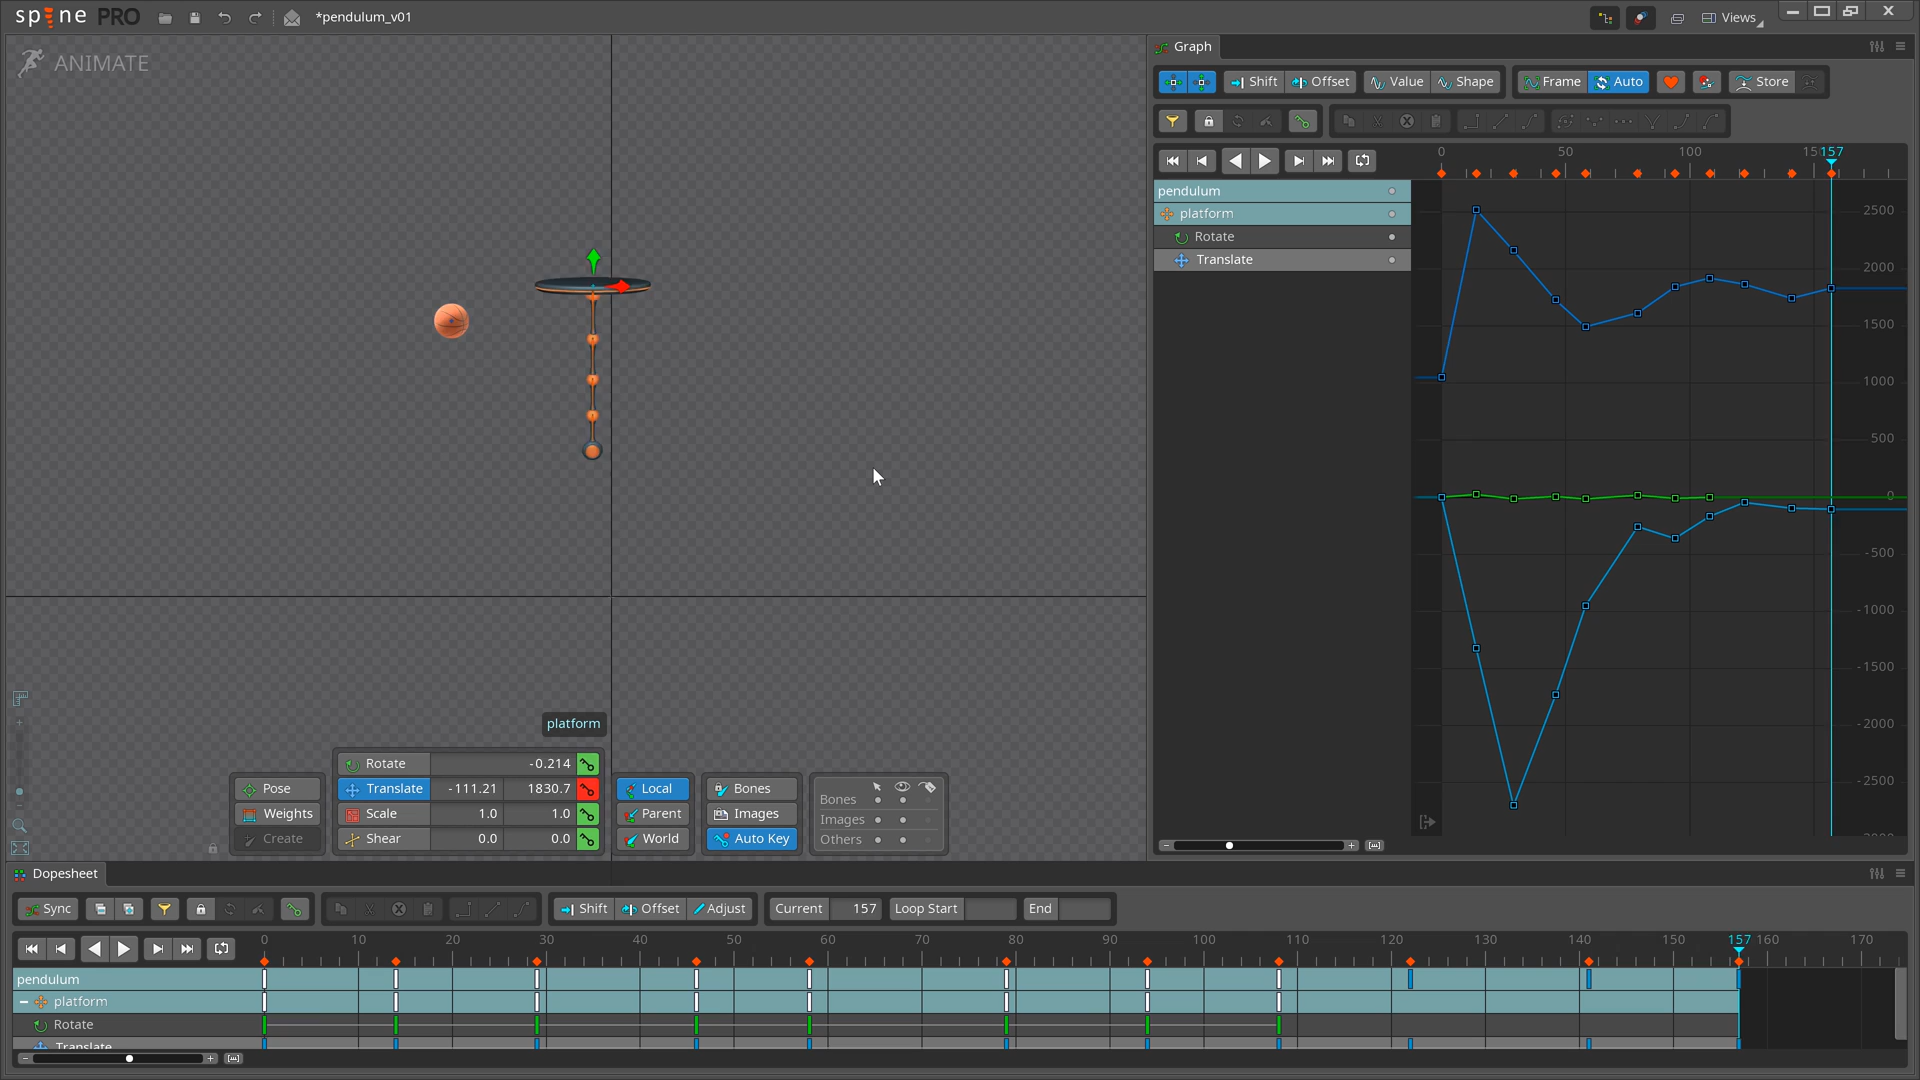 spine PRO
*pendulum_v01
Views
ANIMATE
Graph
Shift Offset Value Shape Frame Auto Store
0 50 100 157
pendulum
platform
Rotate
Translate
2500
2000
1500
1000
500
0
-500
-1000
-1500
-2000
-2500
platform
Pose
Weights
Create
Rotate -0.214
Translate -111.21 1830.7
Scale 1.0 1.0
Shear 0.0 0.0
Local
Parent
World
Bones
Images
Auto Key
Bones
Images
Others
Dopesheet
Sync Shift Offset Adjust Current 157 Loop Start End
0 10 20 30 40 50 60 70 80 90 100 110 120 130 140 150 157 160 170
pendulum
platform
Rotate
Translate